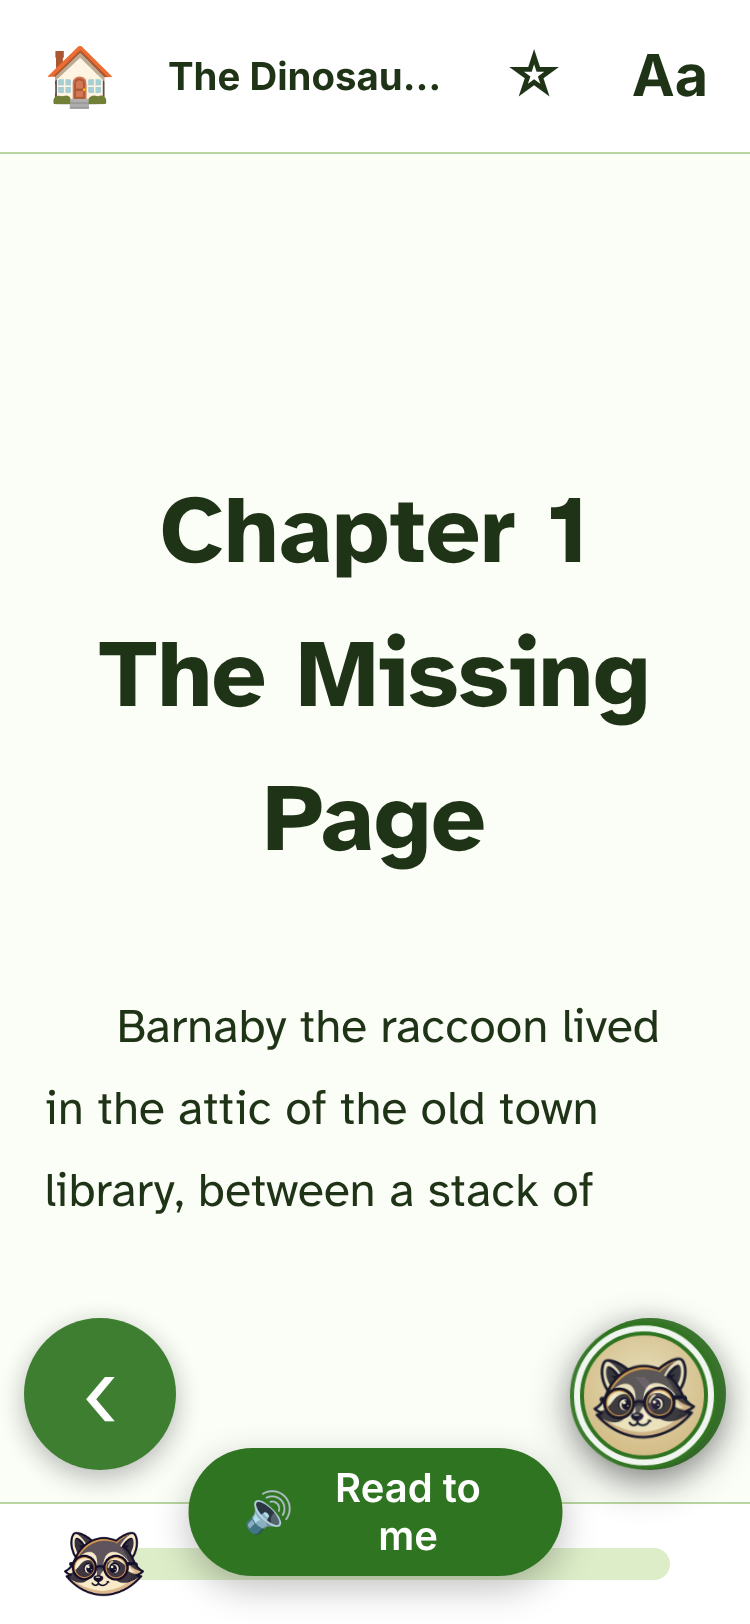 The Dinosau...
Aa
Chapter 1
The Missing
Page
Barnaby the raccoon lived
in the attic of the old town
library, between a stack of
Read to
me